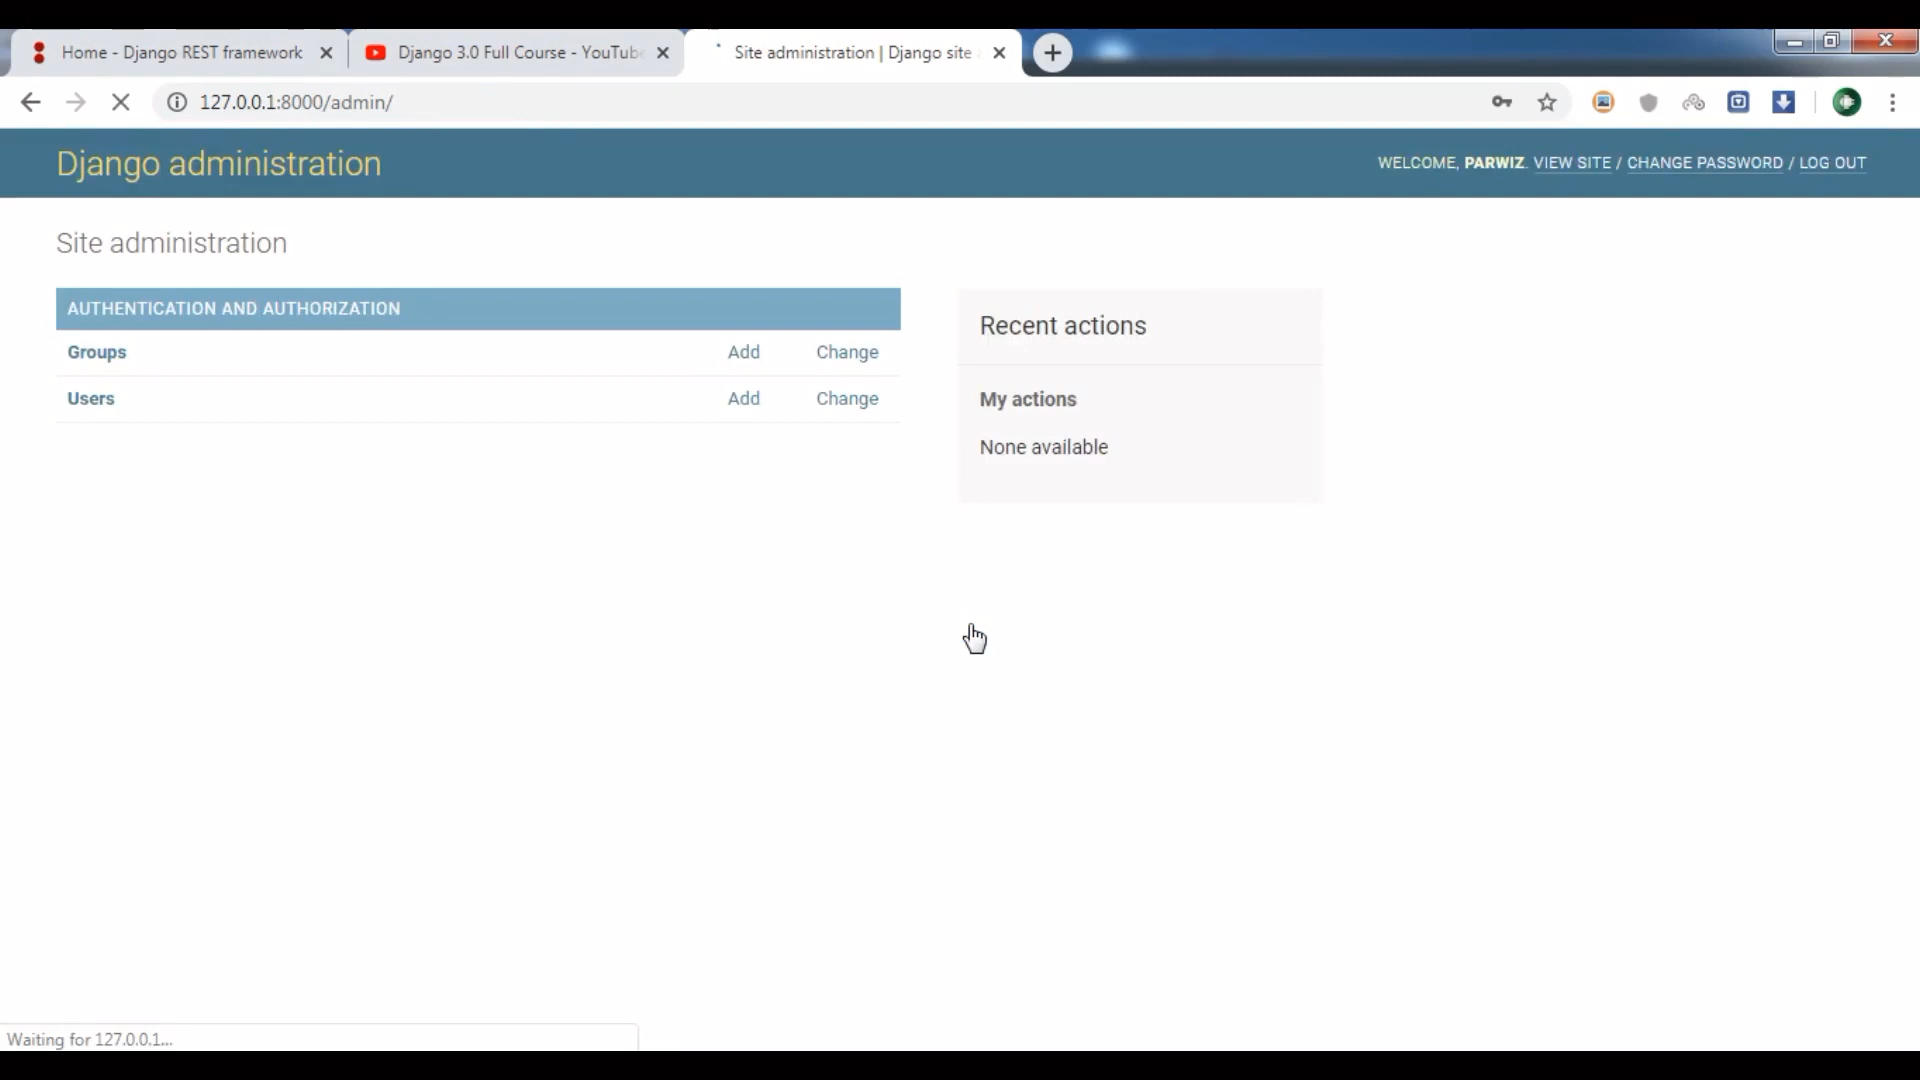 Home - Django REST framework
Django 3.0 Full Course - YouTube
Site administration | Django site
127.0.0.1:8000/admin/
Django administration
WELCOME, PARWIZ. VIEW SITE / CHANGE PASSWORD / LOG OUT
Site administration
AUTHENTICATION AND AUTHORIZATION
Groups Add Change
Users Add Change
Recent actions
My actions
None available
Waiting for 127.0.0.1...